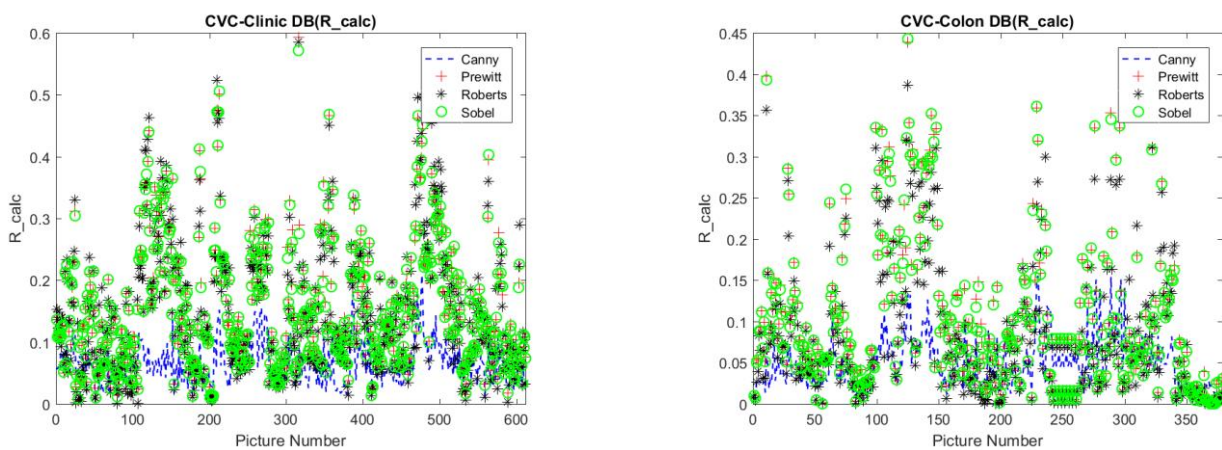 CVC-Clinic DB(R_calc)
0.6
0.5
0.4
0.3
0.2
0.1
0
R_calc
Canny
Prewitt
Roberts
Sobel
0 100 200 300 400 500 600
Picture Number
CVC-Colon DB(R_calc)
0.45
0.4
0.35
0.3
0.25
0.2
0.15
0.1
0.05
0
R_calc
Canny
Prewitt
Roberts
Sobel
0 50 100 150 200 250 300 350
Picture Number